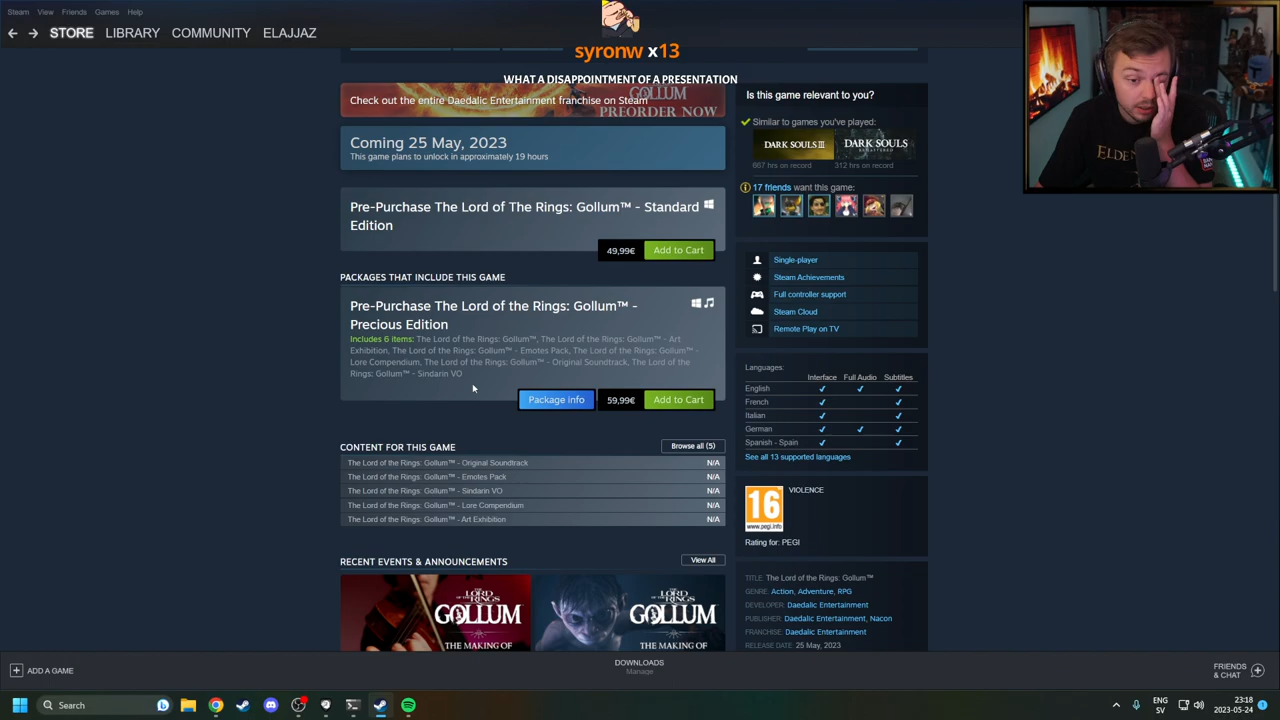 Steam View Friends Games Help
STORE LIBRARY COMMUNITY ELAJJAZ
syronw x13
WHAT A DISAPPOINTMENT OF A PRESENTATION
GOLLUM
Check out the entire Daedalic Entertainment franchise on Steam
PREORDER NOW
Coming 25 May, 2023
This game plans to unlock in approximately 19 hours
Pre-Purchase The Lord of The Rings: Gollum™ - Standard
Edition
49,99€ Add to Cart
PACKAGES THAT INCLUDE THIS GAME
Pre-Purchase The Lord of the Rings: Gollum™ -
Precious Edition
Includes 6 items: The Lord of the Rings: Gollum™, The Lord of the Rings: Gollum™ - Art
Exhibition, The Lord of the Rings: Gollum™ - Emotes Pack, The Lord of the Rings: Gollum™ -
Lore Compendium, The Lord of the Rings: Gollum™ - Original Soundtrack, The Lord of the
Rings: Gollum™ - Sindarin VO
Package info 59,99€ Add to Cart
CONTENT FOR THIS GAME Browse all (5)
The Lord of the Rings: Gollum™ - Original Soundtrack N/A
The Lord of the Rings: Gollum™ - Emotes Pack N/A
The Lord of the Rings: Gollum™ - Sindarin VO N/A
The Lord of the Rings: Gollum™ - Lore Compendium N/A
The Lord of the Rings: Gollum™ - Art Exhibition N/A
RECENT EVENTS & ANNOUNCEMENTS View All
GOLLUM
THE MAKING OF
GOLLUM
THE MAKING OF
Is this game relevant to you?
Similar to games you've played:
DARK SOULS III DARK SOULS
REMASTERED
667 hrs on record 312 hrs on record
17 friends want this game:
Single-player
Steam Achievements
Full controller support
Steam Cloud
Remote Play on TV
Languages:
Interface Full Audio Subtitles
English ✔ ✔ ✔
French ✔ ✔
Italian ✔ ✔
German ✔ ✔ ✔
Spanish - Spain ✔ ✔
See all 13 supported languages
16
www.pegi.info
VIOLENCE
Rating for: PEGI
TITLE: The Lord of the Rings: Gollum™
GENRE: Action, Adventure, RPG
DEVELOPER: Daedalic Entertainment
PUBLISHER: Daedalic Entertainment, Nacon
FRANCHISE: Daedalic Entertainment
RELEASE DATE: 25 May, 2023
ADD A GAME
DOWNLOADS
Manage
FRIENDS
& CHAT
Search
ENG
SV
23:18
2023-05-24